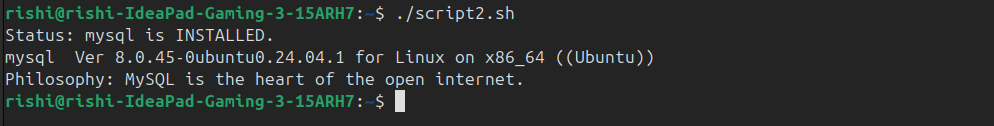 rishi@rishi-IdeaPad-Gaming-3-15ARH7:~$ ./script2.sh
Status: mysql is INSTALLED.
mysql  Ver 8.0.45-0ubuntu0.24.04.1 for Linux on x86_64 ((Ubuntu))
Philosophy: MySQL is the heart of the open internet.
rishi@rishi-IdeaPad-Gaming-3-15ARH7:~$